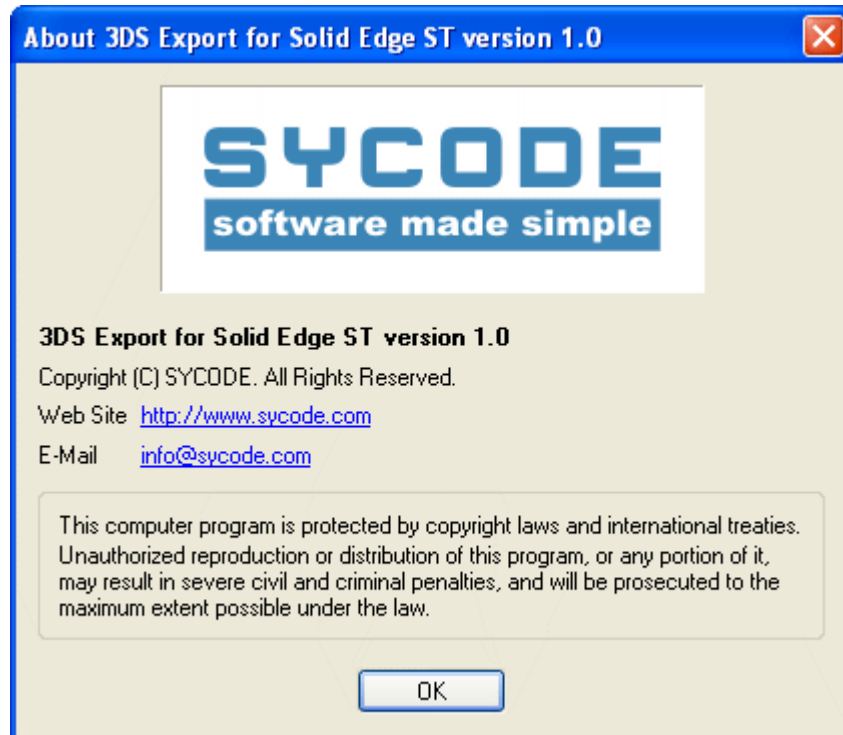 About 3DS Export for Solid Edge ST version 1.0
SYCODE
software made simple
3DS Export for Solid Edge ST version 1.0
Copyright (C) SYCODE. All Rights Reserved.
Web Site http://www.sycode.com
E-Mail info@sycode.com
This computer program is protected by copyright laws and international treaties.
Unauthorized reproduction or distribution of this program, or any portion of it,
may result in severe civil and criminal penalties, and will be prosecuted to the
maximum extent possible under the law.
OK